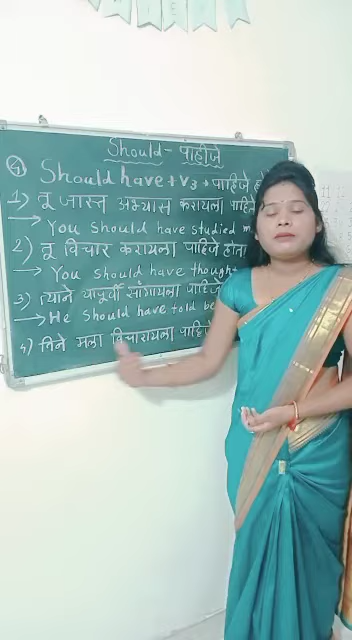 Should - पाहीजे
④ Should have + V3 + पाहिजे
1) तू जास्त अभ्यास करायला
→ You should have studied
2) तू विचार करायला पाहिजे होता
→ You should have thought
3) त्याने यापूर्वी सांगायला
→ He should have told
4) तिने मला विचारायला